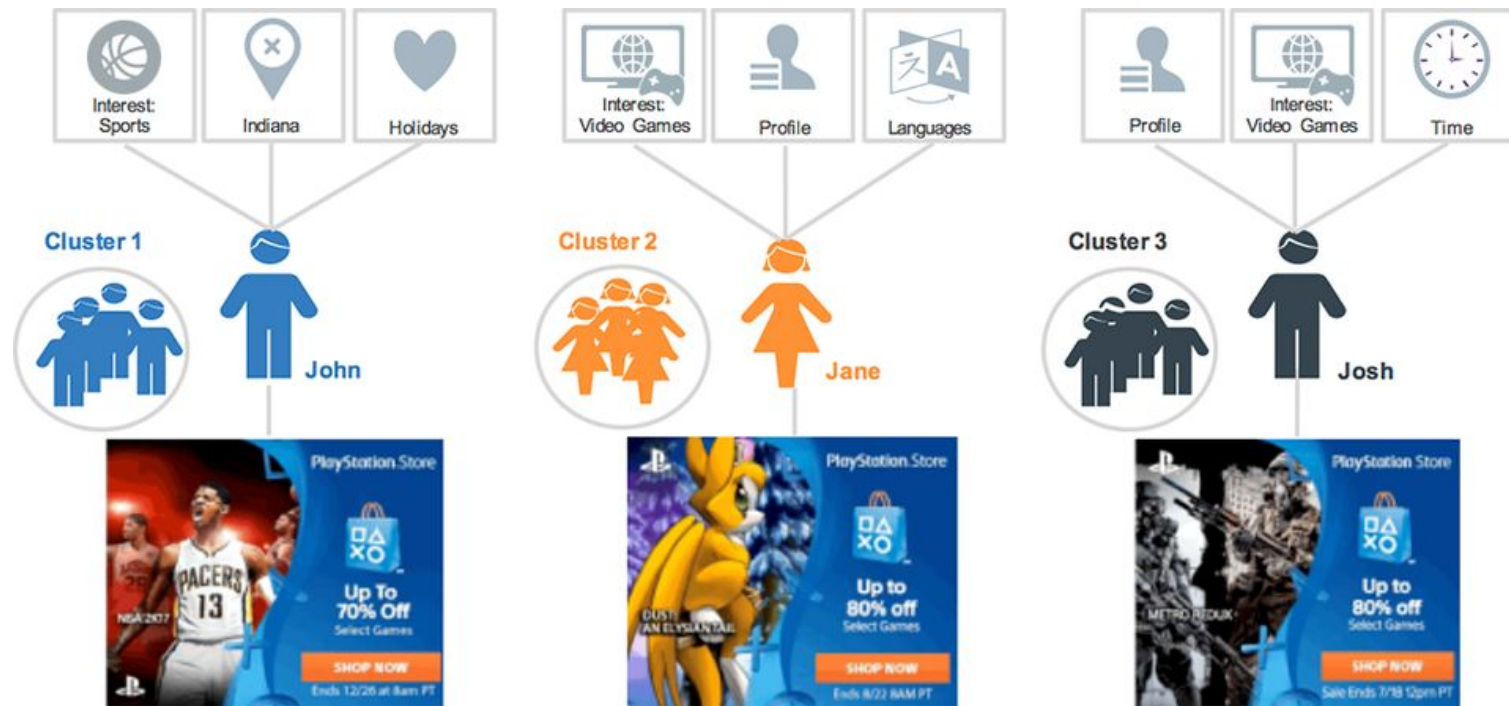 Interest:
Sports
Indiana
Holidays
Interest:
Video Games
Profile
Languages
Profile
Interest:
Video Games
Time
Cluster 1
John
Cluster 2
Jane
Cluster 3
Josh
PlayStation.Store
PACERS
13
NBA 2K17
Up To
70% Off
Select Games
SHOP NOW
Ends 12/26 at 8am PT
PlayStation.Store
DUST:
AN ELYSIAN TAIL
Up to
80% off
Select Games
SHOP NOW
Ends 8/22 8AM PT
PlayStation Store
METRO REDUX
Up to
80% off
Select Games
SHOP NOW
Sale Ends 7/18 12pm PT